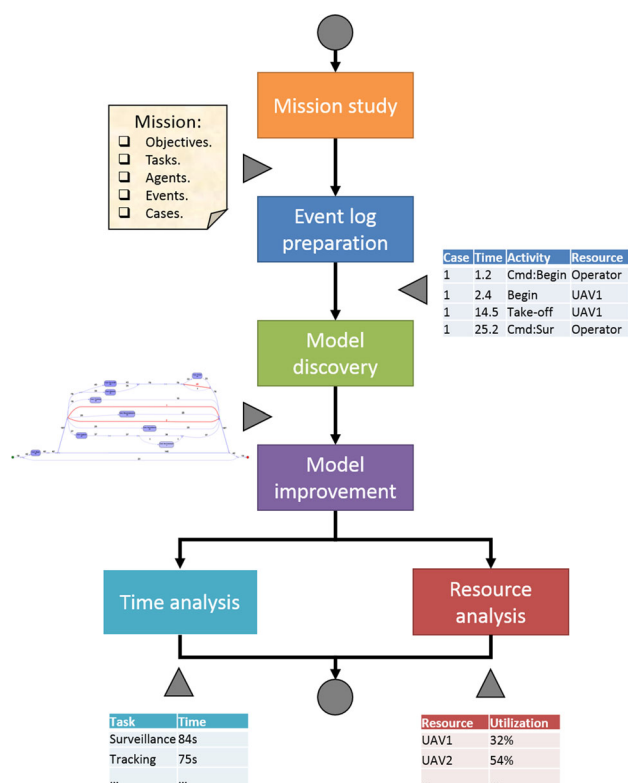 Mission study
Mission:
❑ Objectives.
❑ Tasks.
❑ Agents.
❑ Events.
❑ Cases.
Event log
preparation
Case Time Activity Resource
1 1.2 Cmd:Begin Operator
1 2.4 Begin UAV1
1 14.5 Take-off UAV1
1 25.2 Cmd:Sur Operator
Model
discovery
Model
improvement
Time analysis
Resource
analysis
Task Time
Surveillance 84s
Tracking 75s
... ...
Resource Utilization
UAV1 32%
UAV2 54%